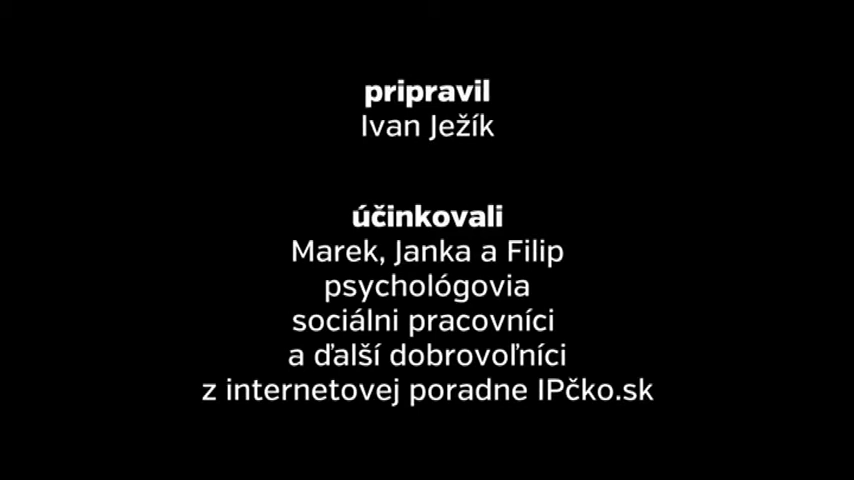 pripravil
Ivan Ježík
účinkovali
Marek, Janka a Filip
psychológovia
sociálni pracovníci
a ďalší dobrovoľníci
z internetovej poradne IPčko.sk